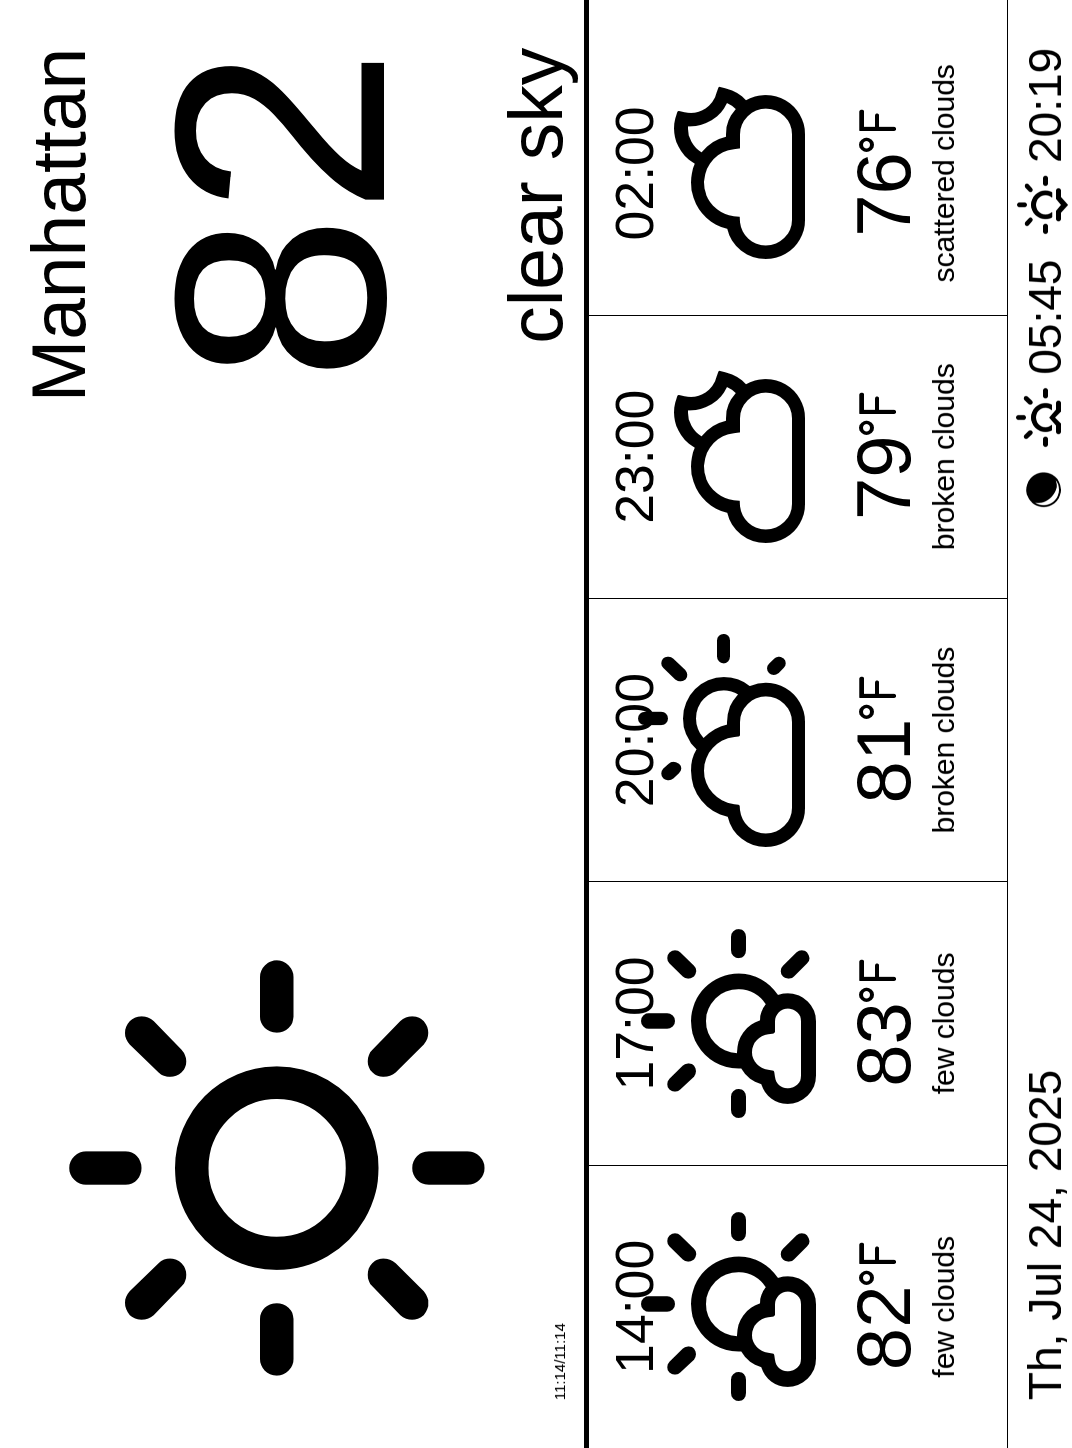 Manhattan
82
clear sky
11:14/11:14
14:00
82°F
few clouds
17:00
83°F
few clouds
20:00
81°F
broken clouds
23:00
79°F
broken clouds
02:00
76°F
scattered clouds
Th, Jul 24, 2025
05:45
20:19